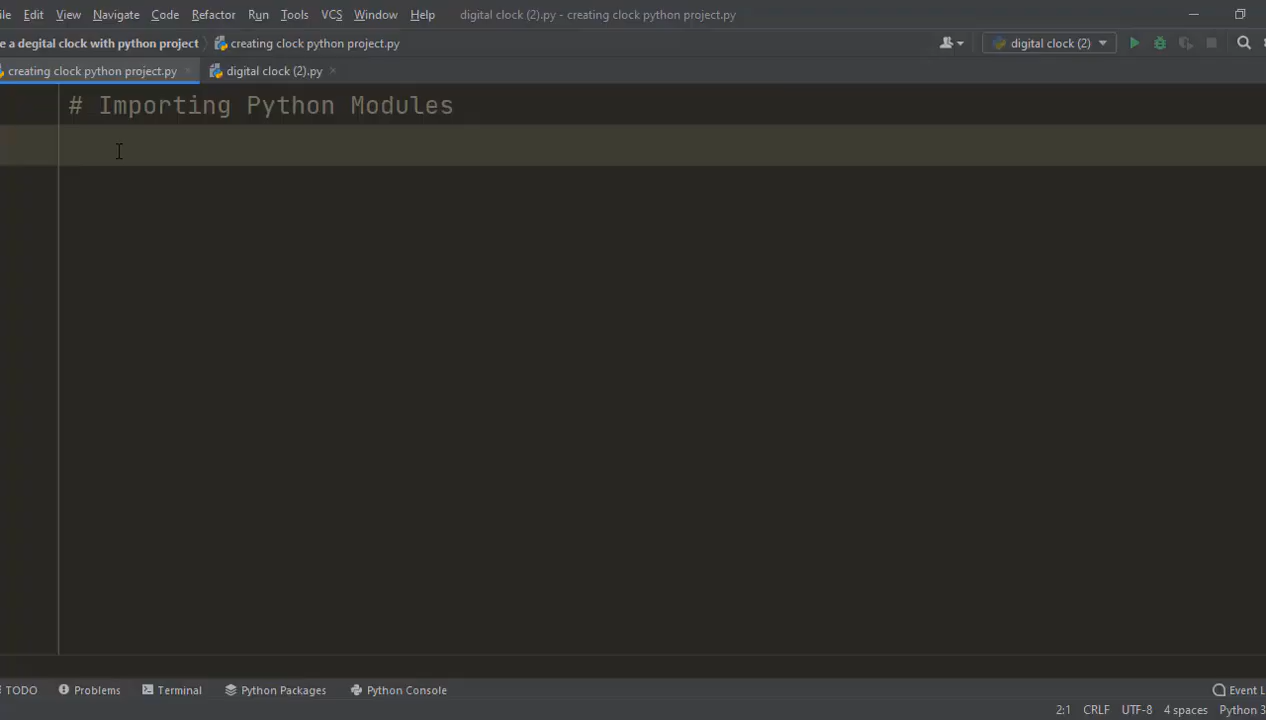 ile Edit View Navigate Code Refactor Run Tools VCS Window Help digital clock (2).py - creating clock python project.py
e a degital clock with python project creating clock python project.py digital clock (2)
creating clock python project.py digital clock (2).py
# Importing Python Modules
TODO Problems Terminal Python Packages Python Console Event L
2:1 CRLF UTF-8 4 spaces Python 3